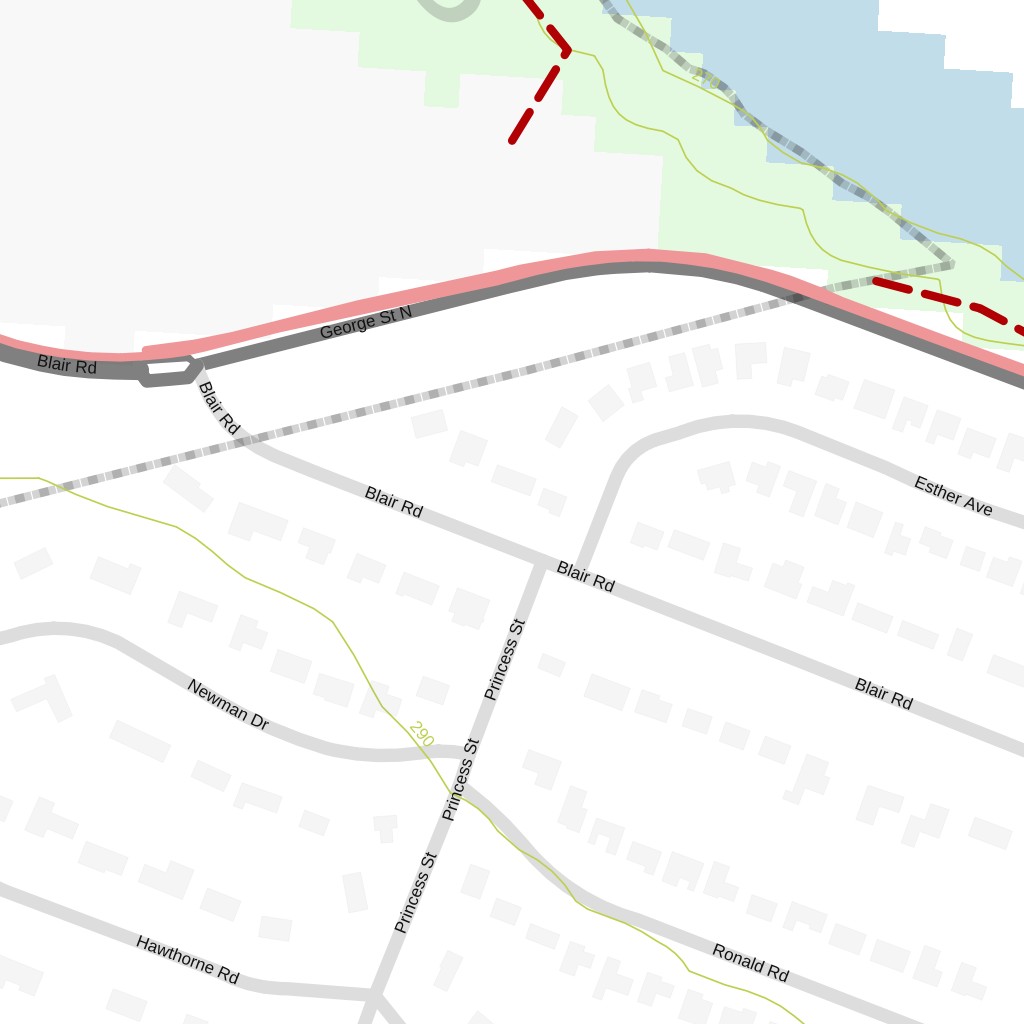 George St N
Blair Rd
Blair Rd
Blair Rd
Esther Ave
Blair Rd
Princess St
Blair Rd
Newman Dr
290
Princess St
Princess St
Hawthorne Rd
Ronald Rd